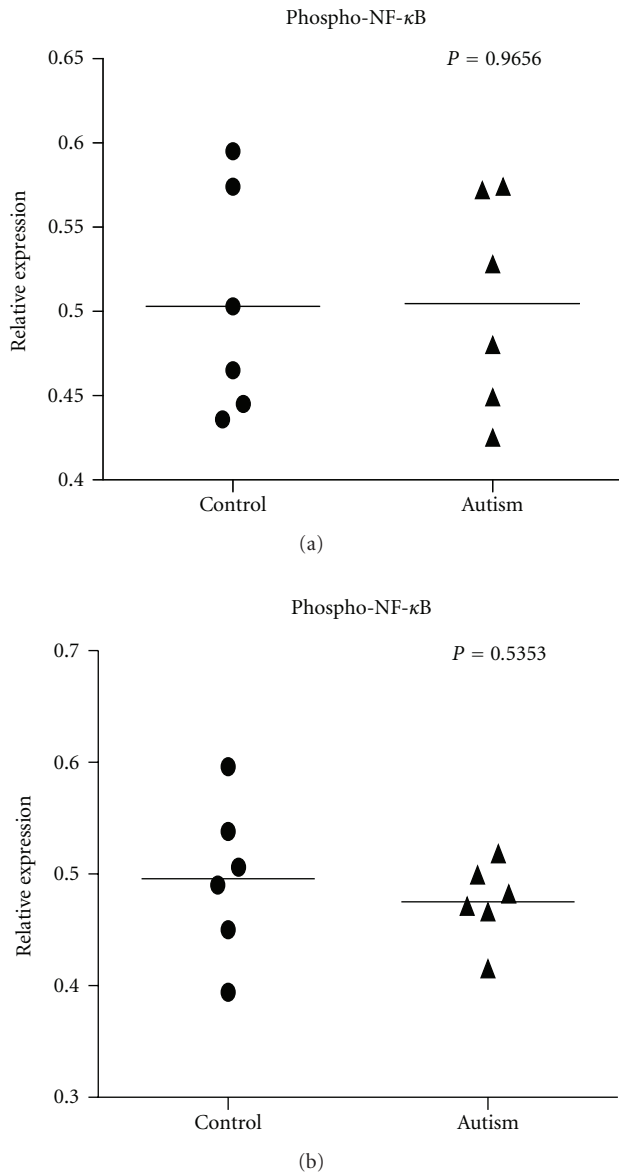 Phospho-NF-κB
P = 0.9656
0.65
0.6
0.55
0.5
0.45
0.4
Relative expression
Control
Autism
(a)
Phospho-NF-κB
P = 0.5353
0.7
0.6
0.5
0.4
0.3
Relative expression
Control
Autism
(b)